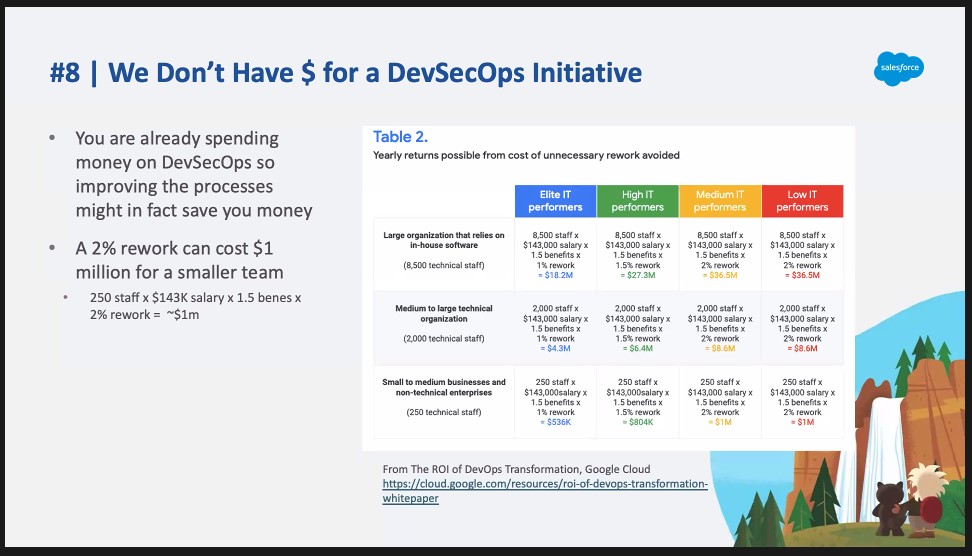 #8 | We Don't Have $ for a DevSecOps Initiative
salesforce
• You are already spending
money on DevSecOps so
improving the processes
might in fact save you money
• A 2% rework can cost $1
million for a smaller team
• 250 staff x $143K salary x 1.5 benes x
2% rework = ~$1m
Table 2.
Yearly returns possible from cost of unnecessary rework avoided
Elite IT
performers
High IT
performers
Medium IT
performers
Low IT
performers
Large organization that relies on
in-house software
(8,500 technical staff)
8,500 staff x
$143,000 salary x
1.5 benefits x
1% rework
= $18.2M
8,500 staff x
$143,000 salary x
1.5 benefits x
1.5% rework
= $27.3M
8,500 staff x
$143,000 salary x
1.5 benefits x
2% rework
= $36.5M
8,500 staff x
$143,000 salary x
1.5 benefits x
2% rework
= $36.5M
Medium to large technical
organization
(2,000 technical staff)
2,000 staff x
$143,000 salary x
1.5 benefits x
1% rework
= $4.3M
2,000 staff x
$143,000 salary x
1.5 benefits x
1.5% rework
= $6.4M
2,000 staff x
$143,000 salary x
1.5 benefits x
2% rework
= $8.6M
2,000 staff x
$143,000 salary x
1.5 benefits x
2% rework
= $8.6M
Small to medium businesses and
non-technical enterprises
(250 technical staff)
250 staff x
$143,000salary x
1.5 benefits x
1% rework
= $536K
250 staff x
$143,000salary x
1.5 benefits x
1.5% rework
= $804K
250 staff x
$143,000 salary x
1.5 benefits x
2% rework
= $1M
250 staff x
$143,000 salary x
1.5 benefits x
2% rework
= $1M
From The ROI of DevOps Transformation, Google Cloud
https://cloud.google.com/resources/roi-of-devops-transformation-
whitepaper